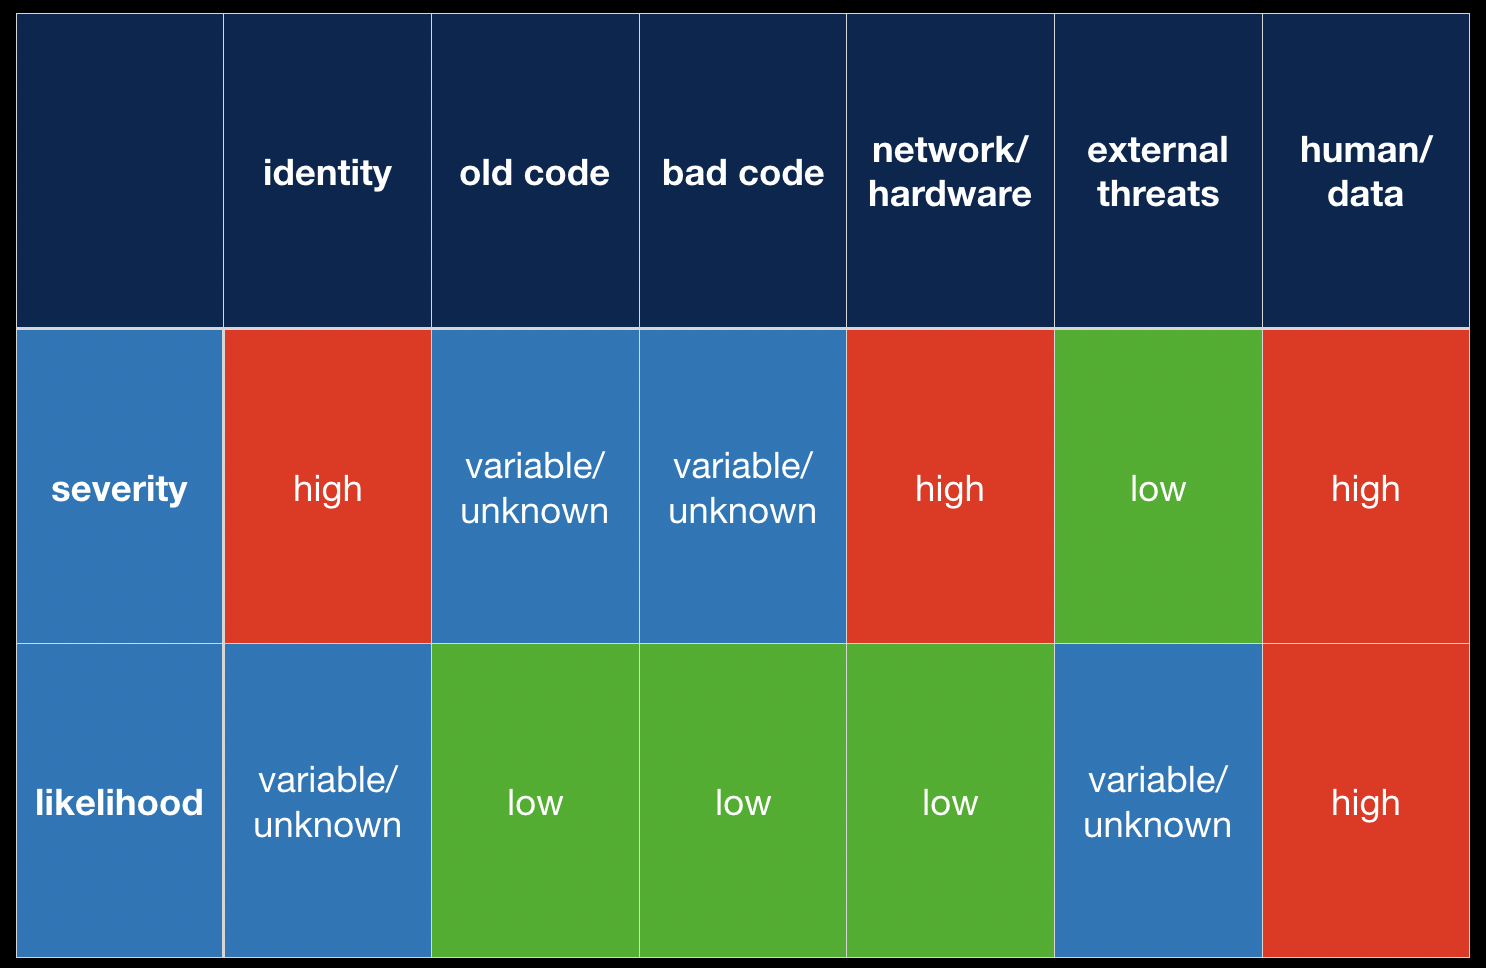 identity
old code
bad code
network/
hardware
external
threats
human/
data
severity
high
variable/
unknown
variable/
unknown
high
low
high
likelihood
variable/
unknown
low
low
low
variable/
unknown
high